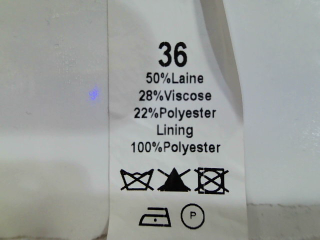 36
50%Laine
28%Viscose
22%Polyester
Lining
100%Polyester
P